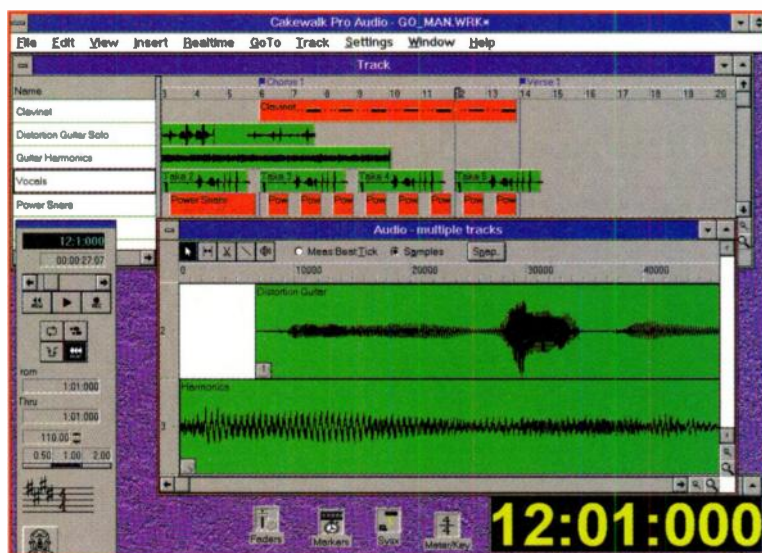 Cakewalk Pro Audio - GO_MAN.WRK×
File Edit View Insert Realtime GoTo Track Settings Window Help
Track
Chorus 1 Verse 1
Name 3 4 5 6 7 8 9 10 11 12 13 14 15 16 17 18 19 20
Clavinet Clavinet
Distortion Guitar Solo
Guitar Harmonics
Vocals Take 2 Take 3 Take 4 Take 5
Power Snare Power Snare Pow Pow Pow Pow Pow Pow Pow Pow
12:1:000
00:00:27:07
Audio - multiple tracks
Meas:Beat:Tick Samples Snap..
0 10000 20000 30000 40000
2 Distortion Guitar
3 Harmonics
rom
1:01:000
Thru
1:01:000
110.00
0.50 1.00 2.00
Faders Markers Sysx Meter/Key
12:01:000